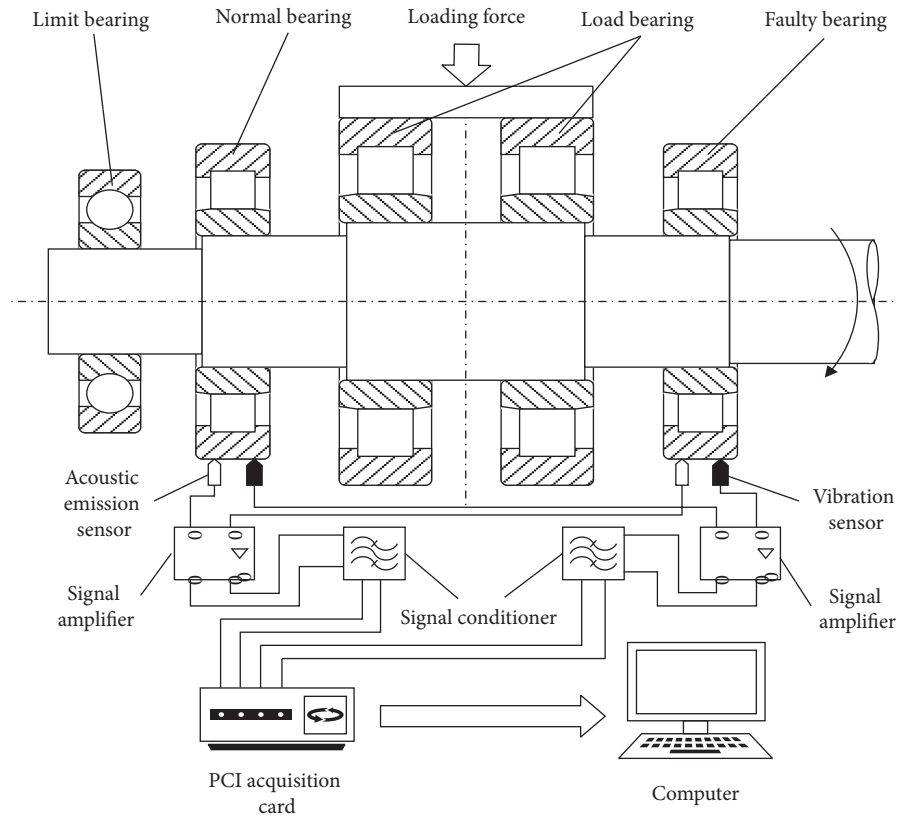 Limit bearing
Normal bearing
Loading force
Load bearing
Faulty bearing
Acoustic
emission
sensor
Vibration
sensor
Signal
amplifier
Signal conditioner
Signal
amplifier
PCI acquisition
card
Computer